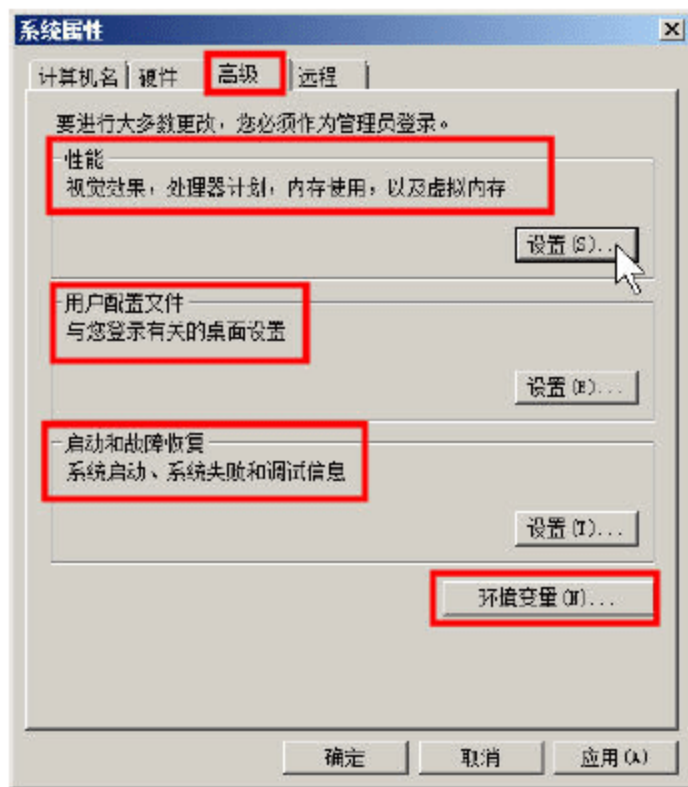 系统属性
计算机名 硬件 高级 远程
要进行大多数更改，您必须作为管理员登录。
性能
视觉效果，处理器计划，内存使用，以及虚拟内存
设置(S)...
用户配置文件
与您登录有关的桌面设置
设置(E)...
启动和故障恢复
系统启动、系统失败和调试信息
设置(T)...
环境变量(N)...
确定 取消 应用(A)